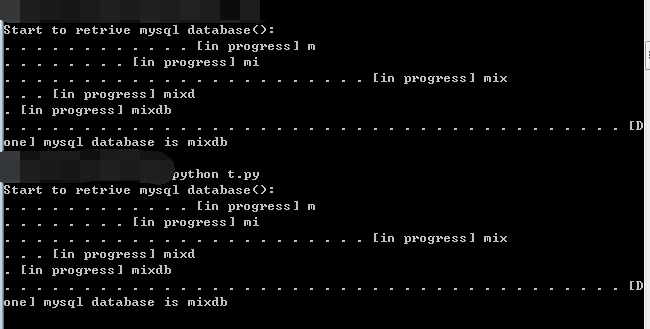 Start to retrive mysql database():
. . . . . . . . . . . . [in progress] m
. . . . . . . . [in progress] mi
. . . . . . . . . . . . . . . . . . . . . . . [in progress] mix
. . . [in progress] mixd
. [in progress] mixdb
. . . . . . . . . . . . . . . . . . . . . . . . . . . . . . . . . . . . . . . [D
one] mysql database is mixdb
python t.py
Start to retrive mysql database():
. . . . . . . . . . . . [in progress] m
. . . . . . . . [in progress] mi
. . . . . . . . . . . . . . . . . . . . . . . [in progress] mix
. . . [in progress] mixd
. [in progress] mixdb
. . . . . . . . . . . . . . . . . . . . . . . . . . . . . . . . . . . . . . . [D
one] mysql database is mixdb